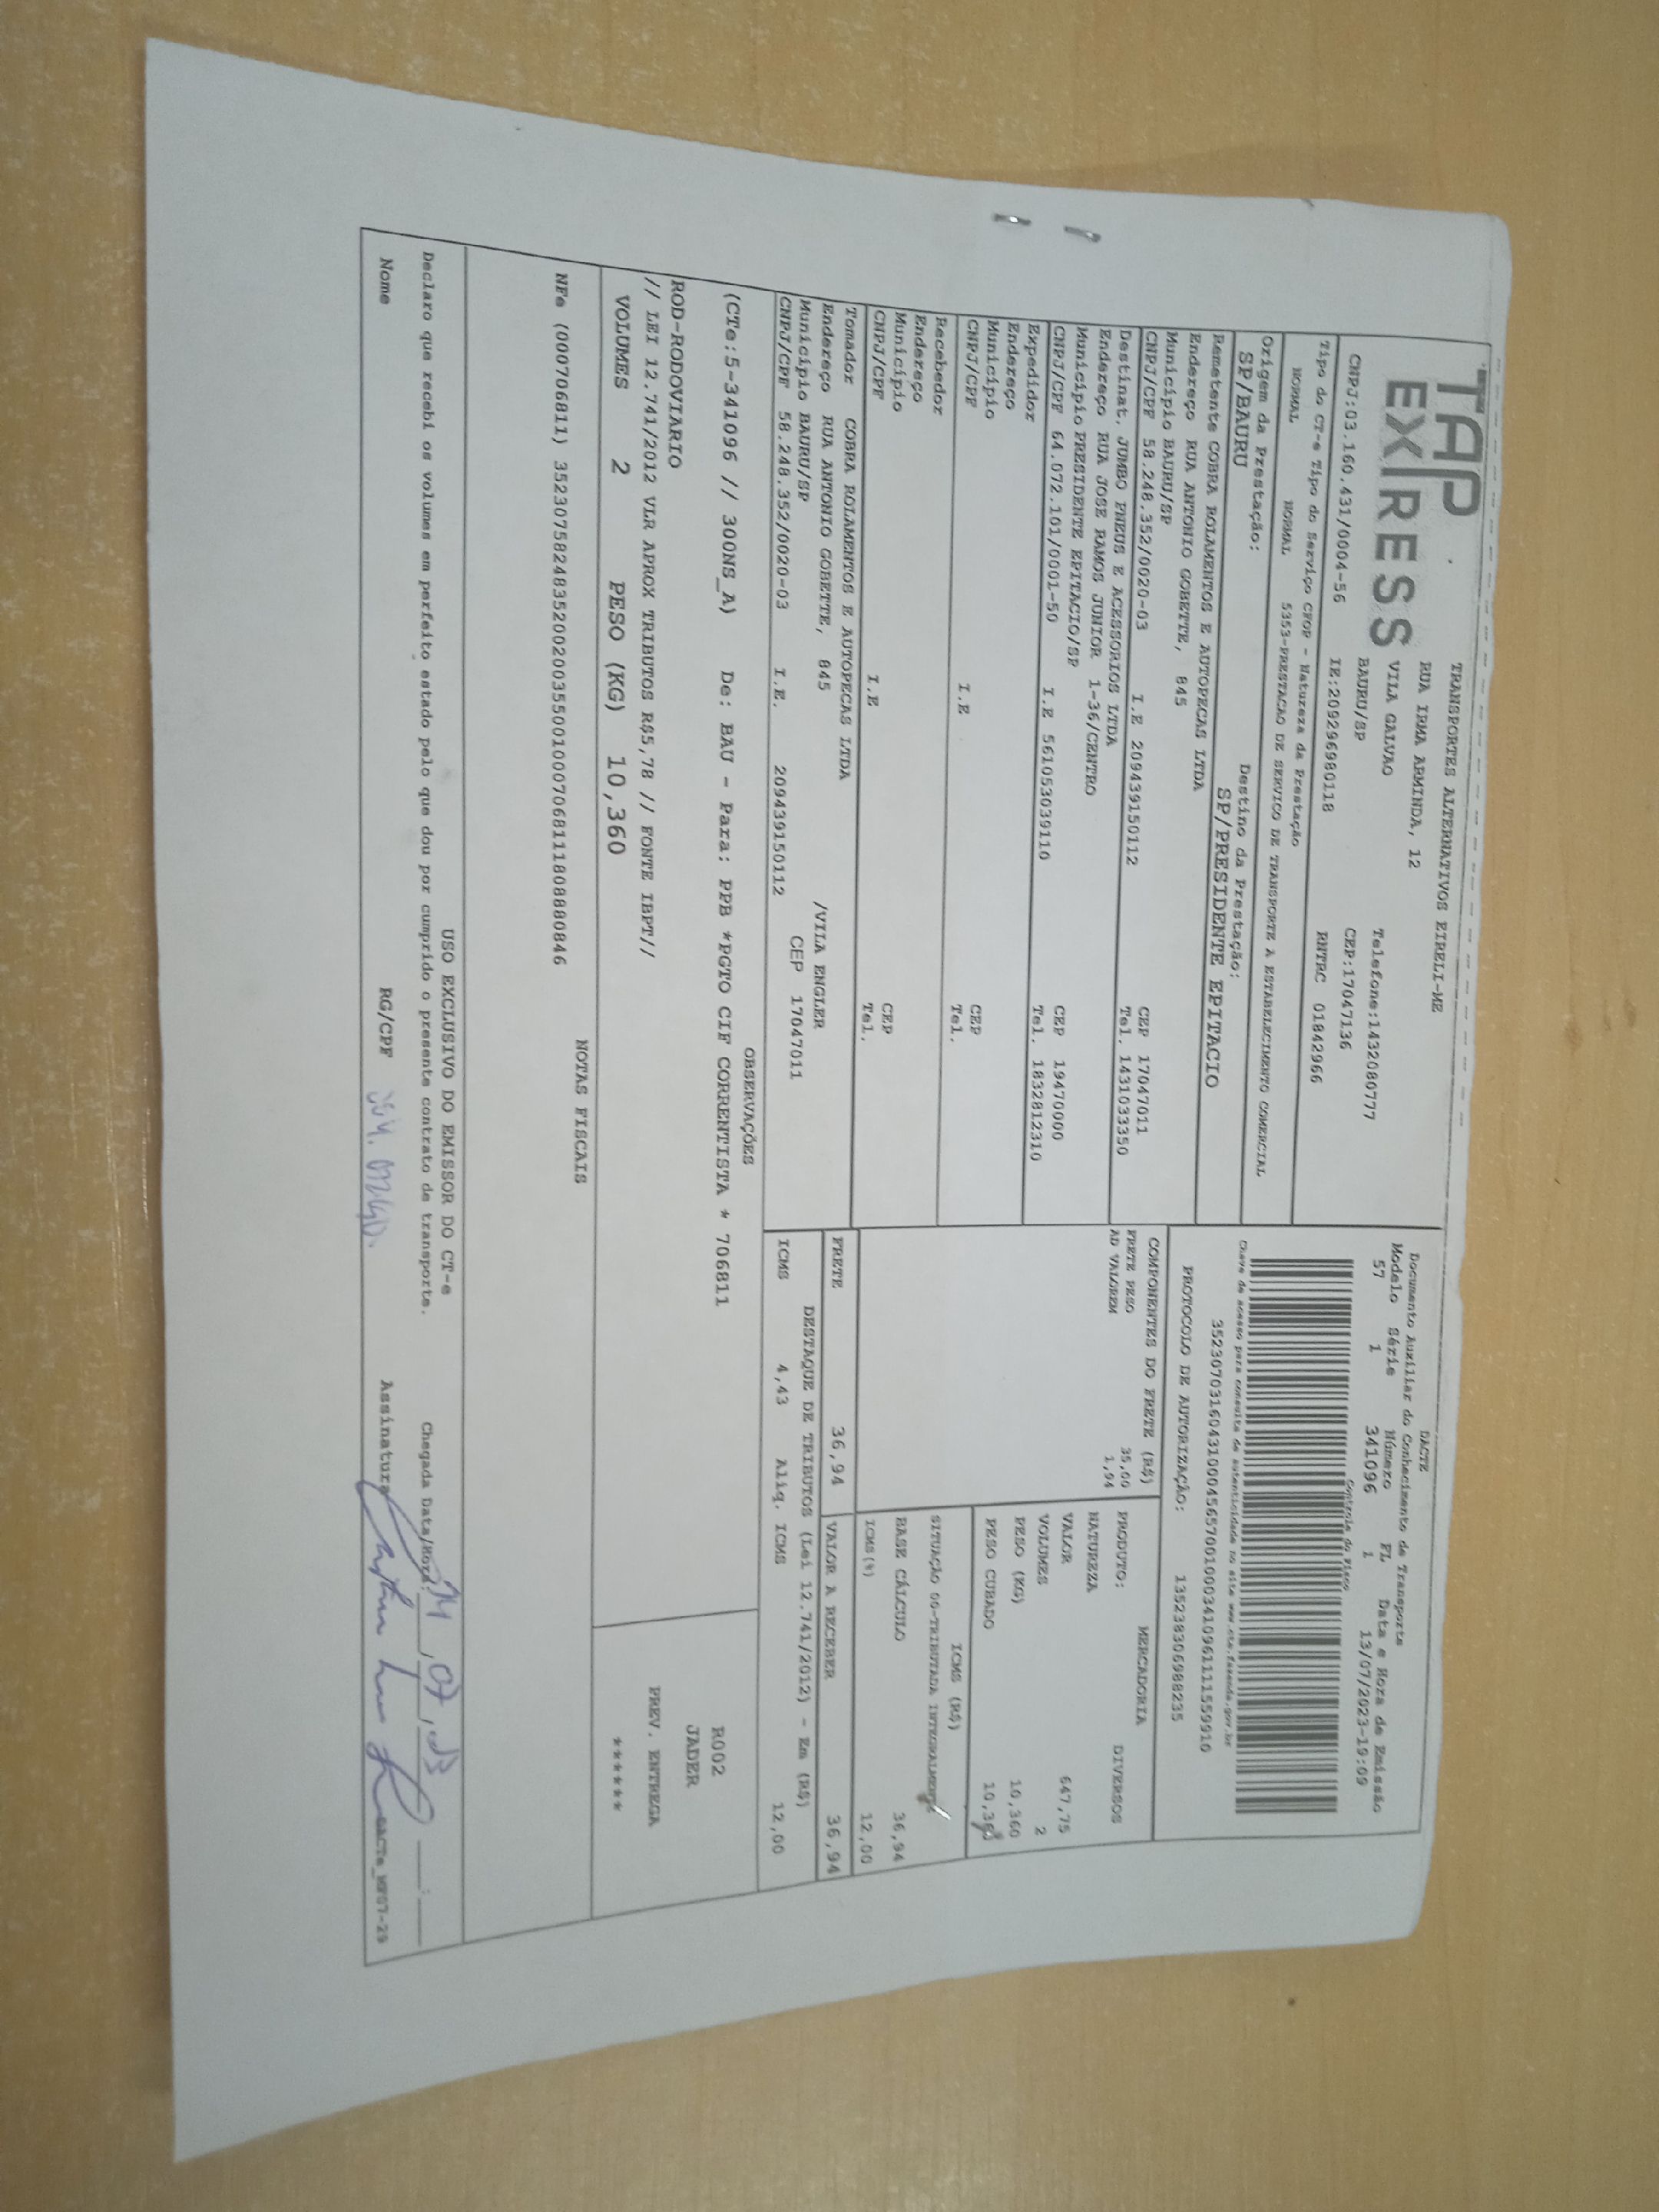 TAP EXPRESS
TRANSPORTES ALTERNATIVOS EIRELI-ME
RUA IRMA ARMINDA, 12
VILA GALVAO Telefone:1432080777
BAURU/SP CEP:17047136
CNPJ:03.160.431/0004-56 IE:209296980118 RNTRC 01842966
DACTE
Documento Auxiliar do Conhecimento de Transporte
Modelo Série Número FL Data e Hora de Emissão
57 1 341096 1 13/07/2023-19:09
Controle do Fisco
Tipo do CT-e Tipo do Serviço CFOP - Natureza da Prestação
NORMAL NORMAL 5353-PRESTACAO DE SERVIÇO DE TRANSPORTE A ESTABELECIMENTO COMERCIAL
Origem da Prestação: Destino da Prestação:
SP/BAURU SP/PRESIDENTE EPITACIO
Chave de acesso para consulta de autenticidade no site www.cte.fazenda.gov.br
PROTOCOLO DE AUTORIZAÇÃO: 135238306988235
Remetente COBRA ROLAMENTOS E AUTOPECAS LTDA
Endereço RUA ANTONIO GOBETTE, 845
Município BAURU/SP CEP 17047011
CNPJ/CPF 58.248.352/0020-03 I.E 209439150112 Tel. 1431033350
Destinat. JUMBO PNEUS E ACESSORIOS LTDA
Endereço RUA JOSE RAMOS JUNIOR 1-36/CENTRO
Município PRESIDENTE EPITACIO/SP CEP 19470000
CNPJ/CPF 64.072.101/0001-50 I.E 561053039110 Tel. 1832812310
Expedidor
Endereço
Município CEP
CNPJ/CPF I.E Tel.
Recebedor
Endereço
Município CEP
CNPJ/CPF I.E Tel.
Tomador COBRA ROLAMENTOS E AUTOPECAS LTDA
Endereço RUA ANTONIO GOBETTE, 845 /VILA ENGLER
Município BAURU/SP CEP 17047011
CNPJ/CPF 58.248.352/0020-03 I.E. 209439150112
COMPONENTES DO FRETE (R$)
FRETE PESO 35,00
AD VALOREM 1,94
MERCADORIA
PRODUTO: DIVERSOS
NATUREZA
VALOR 647,75
VOLUMES 2
PESO (KG) 10,360
PESO CUBADO 10,360
ICMS (R$)
SITUAÇÃO 00-TRIBUTADA INTEGRALMENTE
BASE CÁLCULO 36,94
ICMS(%) 12,00
FRETE 36,94 VALOR A RECEBER 36,94
DESTAQUE DE TRIBUTOS (Lei 12.741/2012) - Em (R$)
ICMS 4,43 Aliq. ICMS 12,00
OBSERVAÇÕES
(CTe:5-341096 // 300NS_A) De: BAU - Para: PPB *PGTO CIF CORRENTISTA * 706811
ROD-RODOVIARIO
// LEI 12.741/2012 VLR APROX TRIBUTOS R$5,78 // FONTE IBPT//
VOLUMES 2 PESO (KG) 10,360
R002
JADER
PREV. ENTREGA
******
NOTAS FISCAIS
NFe (000706811) 35230758248352002003550010007068111808880846
USO EXCLUSIVO DO EMISSOR DO CT-e
Declaro que recebi os volumes em perfeito estado pelo que dou por cumprido o presente contrato de transporte. Chegada Data/Hora:
Nome RG/CPF Assinatura